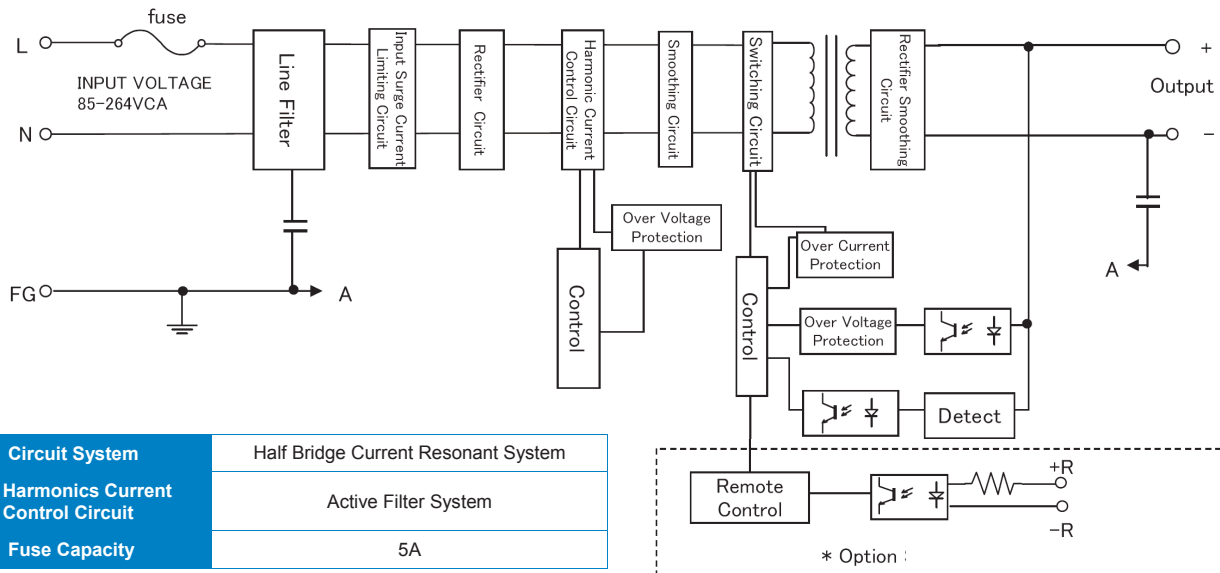 fuse
L
INPUT VOLTAGE
85-264VCA
N
Line Filter
Input Surge Current
Limiting Circuit
Rectifier Circuit
Harmonic Current
Control Circuit
Smoothing Circuit
Switching Circuit
Rectifier Smoothing
Circuit
+
Output
-
Over Voltage
Protection
Control
Over Current
Protection
Control
Over Voltage
Protection
Detect
A
FG
A
Circuit System
Half Bridge Current Resonant System
Harmonics Current
Control Circuit
Active Filter System
Fuse Capacity
5A
Remote
Control
+R
-R
* Option :